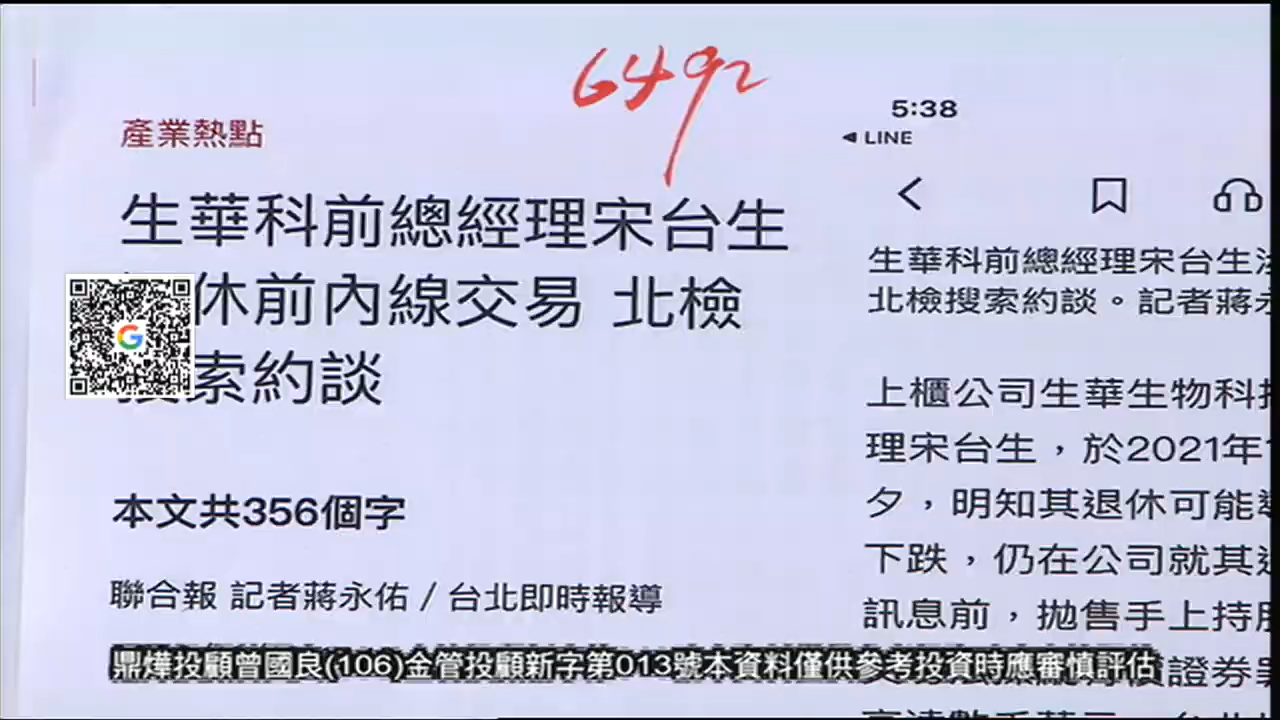 6492
產業熱點
生華科前總經理宋台生
休前內線交易 北檢
索約談
本文共356個字
聯合報 記者蔣永佑／台北即時報導
5:38
◀ LINE
生華科前總經理宋台生
北檢搜索約談。記者蔣
上櫃公司生華生物科
理宋台生，於2021年
夕，明知其退休可能
下跌，仍在公司就其
訊息前，拋售手上持
證券
鼎燁投顧曾國良(106)金管投顧新字第013號本資料僅供參考投資時應審慎評估